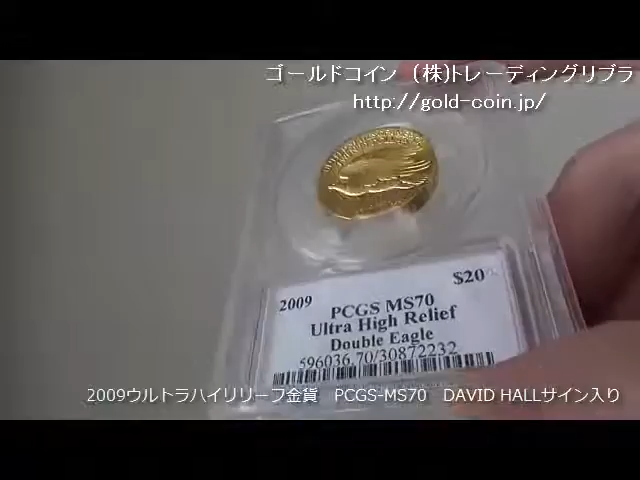 ゴールドコイン （株)トレーディングリブラ
http://gold-coin.jp/
2009
$20
PCGS MS70
Ultra High Relief
Double Eagle
596036.70/30872232
2009ウルトラハイリリーフ金貨　PCGS-MS70　DAVID HALLサイン入り